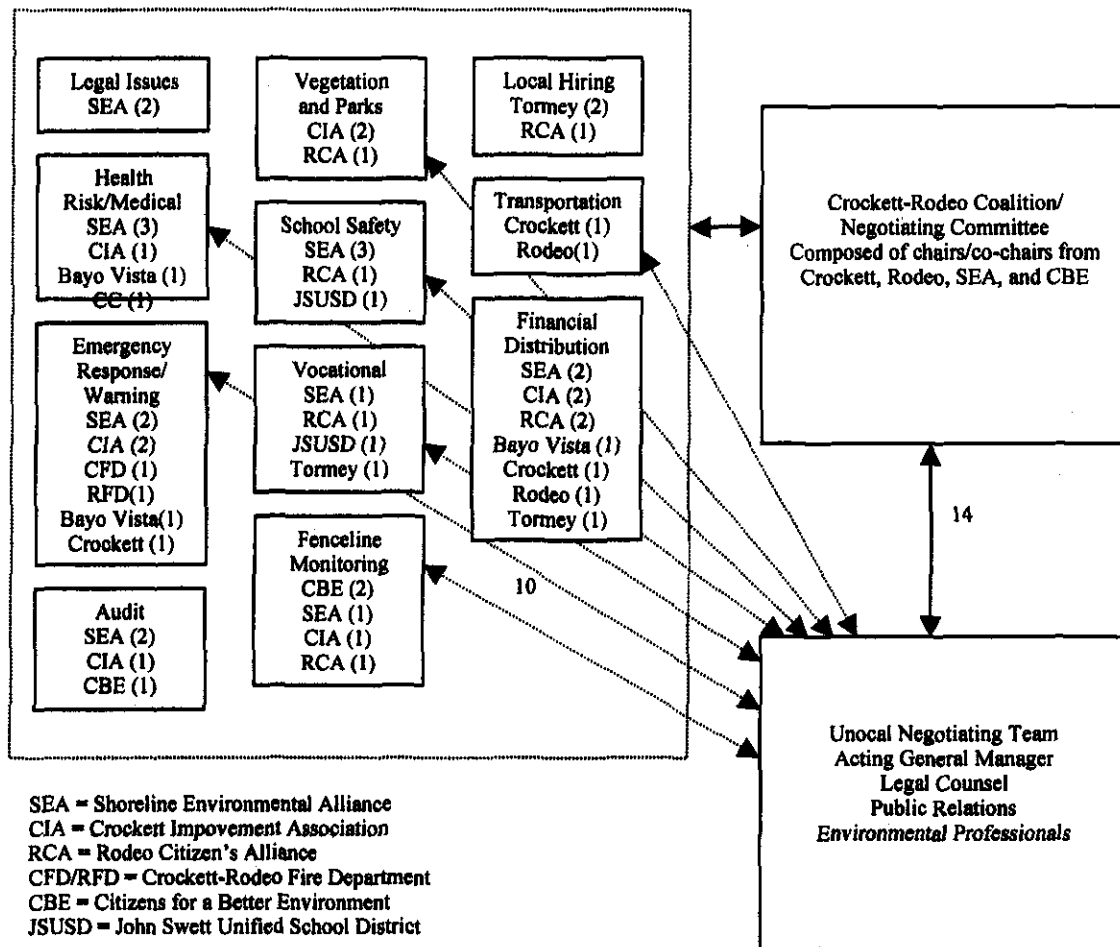 Legal Issues
SEA (2)
Health
Risk/Medical
SEA (3)
CIA (1)
Bayo Vista (1)
CC (1)
Emergency
Response/
Warning
SEA (2)
CIA (2)
CFD (1)
RFD(1)
Bayo Vista(1)
Crockett (1)
Audit
SEA (2)
CIA (1)
CBE (1)
Vegetation
and Parks
CIA (2)
RCA (1)
School Safety
SEA (3)
RCA (1)
JSUSD (1)
Vocational
SEA (1)
RCA (1)
JSUSD (1)
Tormey (1)
Fenceline
Monitoring
CBE (2)
SEA (1)
CIA (1)
RCA (1)
Local Hiring
Tormey (2)
RCA (1)
Transportation
Crockett (1)
Rodeo(1)
Financial
Distribution
SEA (2)
CIA (2)
RCA (2)
Bayo Vista (1)
Crockett (1)
Rodeo (1)
Tormey (1)
10
Crockett-Rodeo Coalition/
Negotiating Committee
Composed of chairs/co-chairs from
Crockett, Rodeo, SEA, and CBE
14
Unocal Negotiating Team
Acting General Manager
Legal Counsel
Public Relations
Environmental Professionals
SEA = Shoreline Environmental Alliance
CIA = Crockett Impovement Association
RCA = Rodeo Citizen's Alliance
CFD/RFD = Crockett-Rodeo Fire Department
CBE = Citizens for a Better Environment
JSUSD = John Swett Unified School District